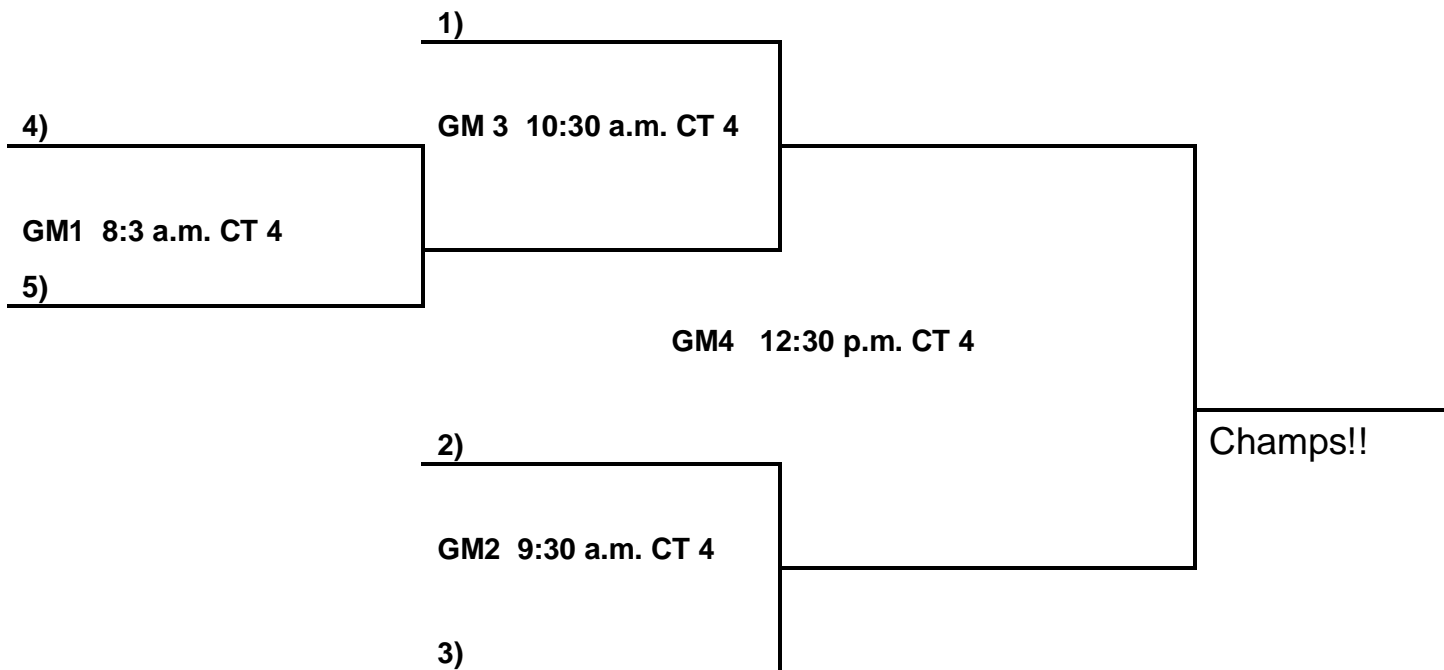 1)
4)
GM 3 10:30 a.m. CT 4
GM1 8:3 a.m. CT 4
5)
GM4 12:30 p.m. CT 4
2)
Champs!!
GM2 9:30 a.m. CT 4
3)